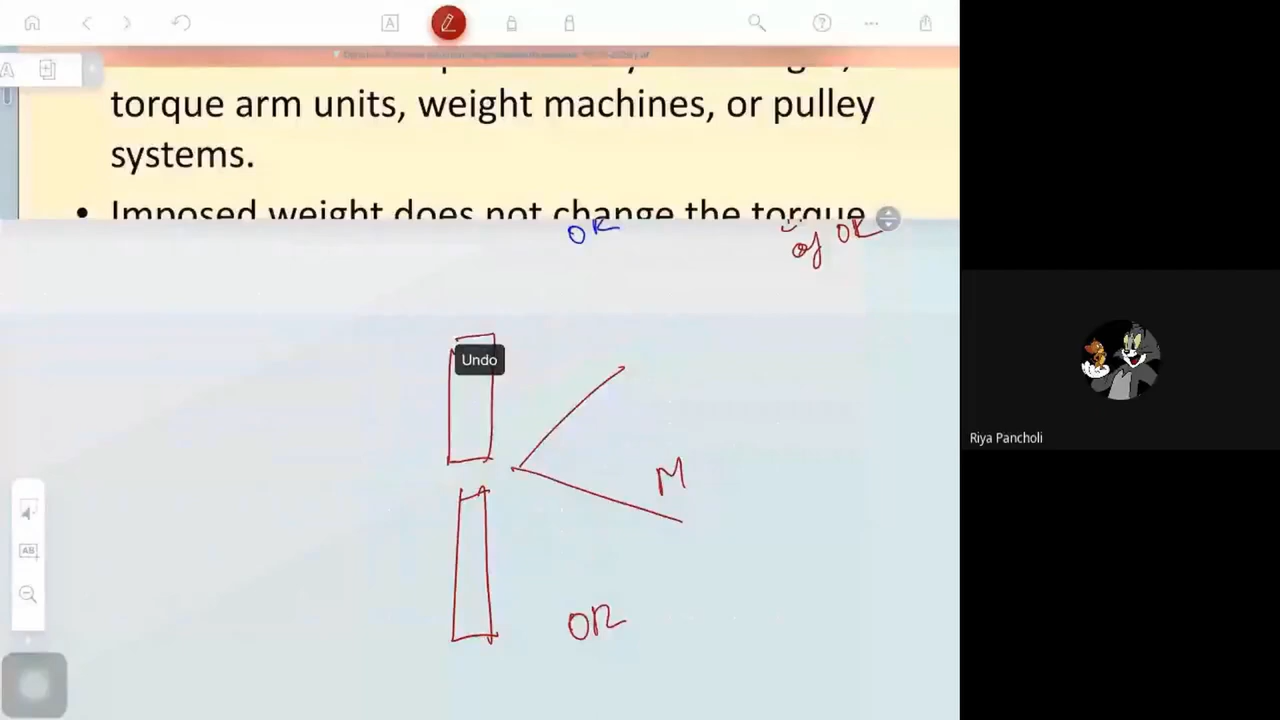 A
A
torque arm units, weight machines, or pulley
systems.
• Imposed weight does not change the torque
OR
of OR
Undo
M
AB
OR
Riya Pancholi